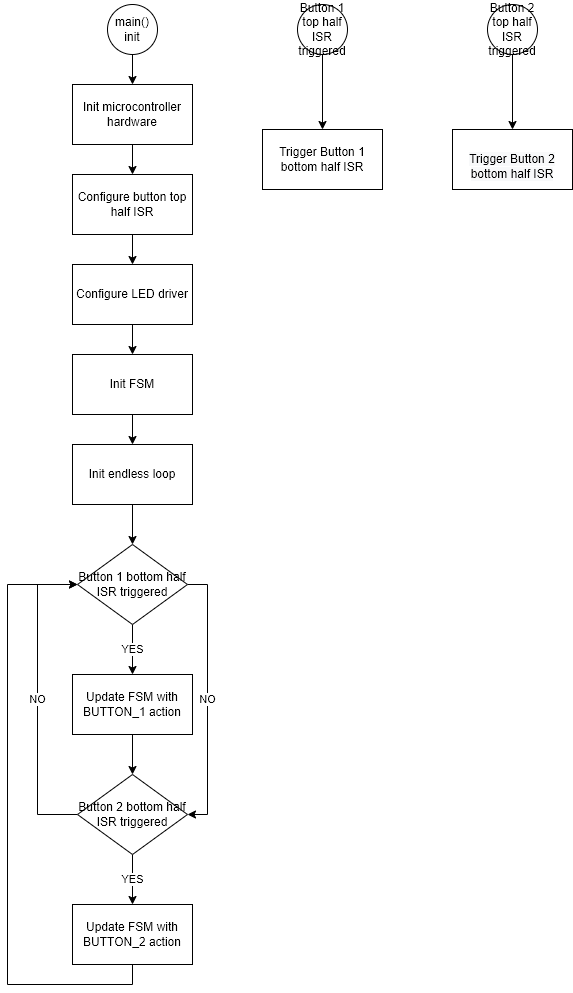 main()
init
Button 1
top half
ISR
triggered
Button 2
top half
ISR
triggered
Init microcontroller
hardware
Trigger Button 1
bottom half ISR
Trigger Button 2
bottom half ISR
Configure button top
half ISR
Configure LED driver
Init FSM
Init endless loop
Button 1 bottom half
ISR triggered
YES
NO
Update FSM with
BUTTON_1 action
NO
Button 2 bottom half
ISR triggered
YES
Update FSM with
BUTTON_2 action